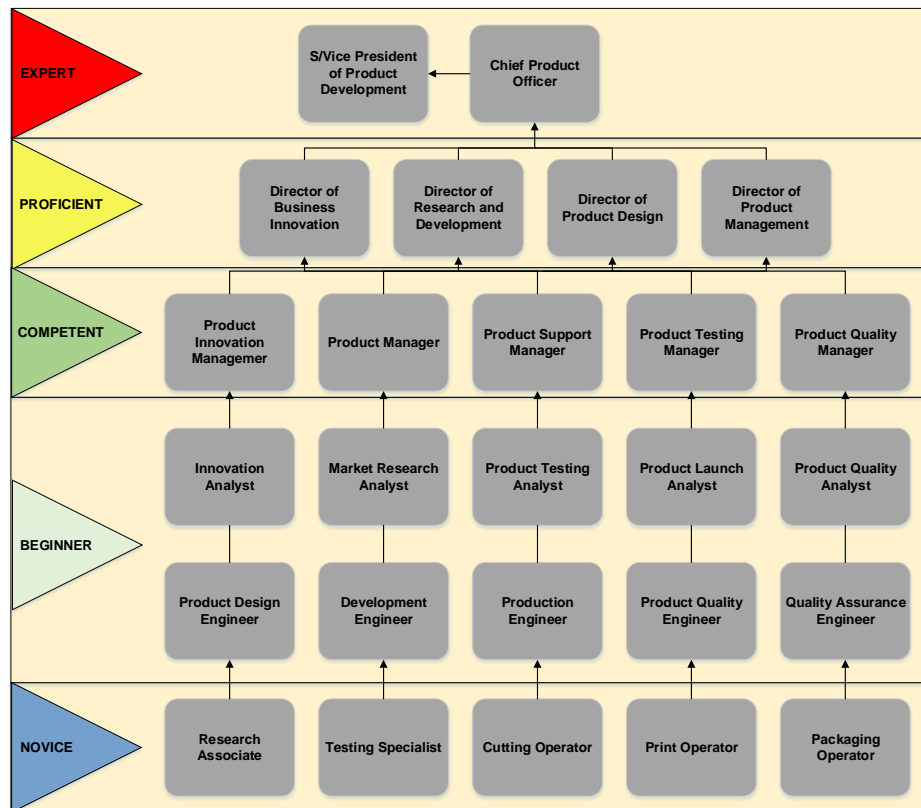 EXPERT
S/Vice President
of Product
Development
Chief Product
Officer
PROFICIENT
Director of
Business
Innovation
Director of
Research and
Development
Director of
Product Design
Director of
Product
Management
COMPETENT
Product
Innovation
Managemer
Product Manager
Product Support
Manager
Product Testing
Manager
Product Quality
Manager
BEGINNER
Innovation
Analyst
Market Research
Analyst
Product Testing
Analyst
Product Launch
Analyst
Product Quality
Analyst
Product Design
Engineer
Development
Engineer
Production
Engineer
Product Quality
Engineer
Quality Assurance
Engineer
NOVICE
Research
Associate
Testing Specialist
Cutting Operator
Print Operator
Packaging
Operator